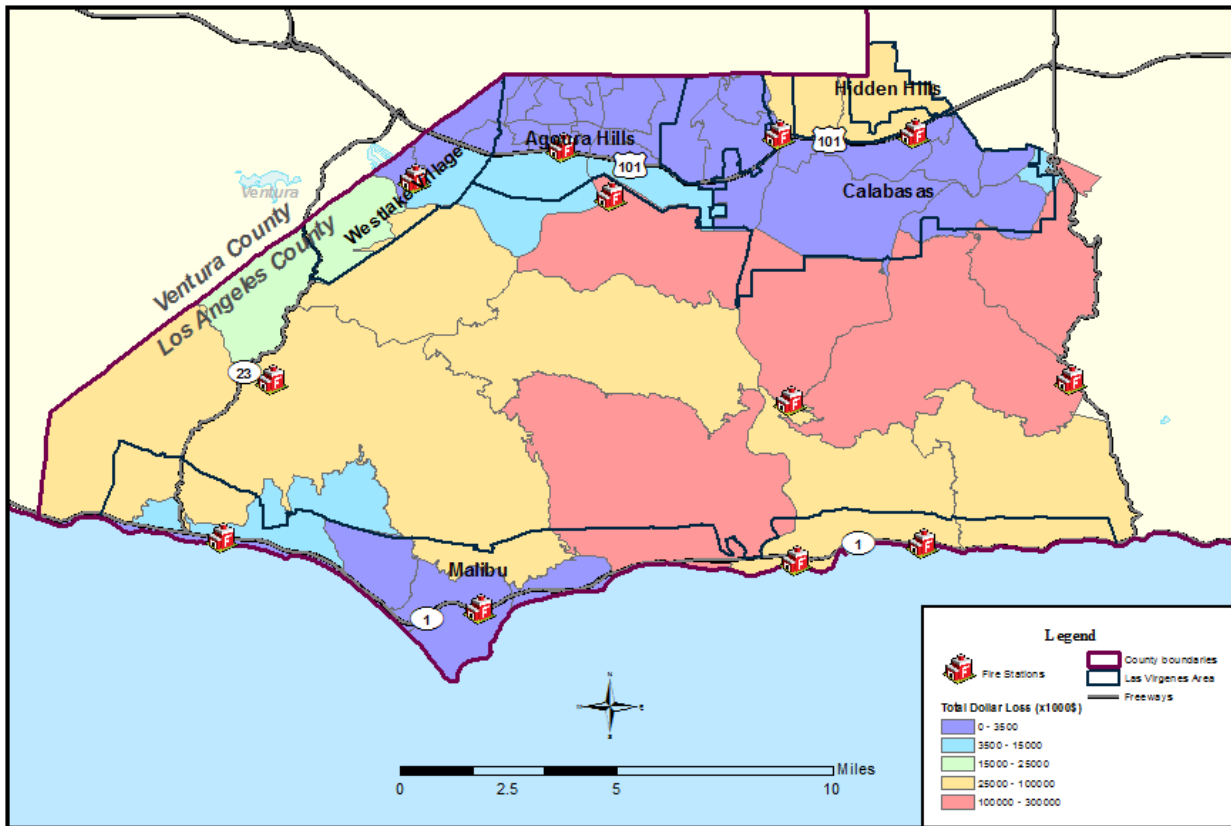 Hidden Hills
Agoura Hills
101
101
Calabasas
Westlake Village
Ventura
Ventura County
Los Angeles County
23
1
Malibu
1
N
E
S
Miles
0
2.5
5
10
Legend
Fire Stations
County boundaries
Las Virgenes Area
Freeways
Total Dollar Loss (x1000$)
0 - 3500
3500 - 15000
15000 - 25000
25000 - 100000
100000 - 300000